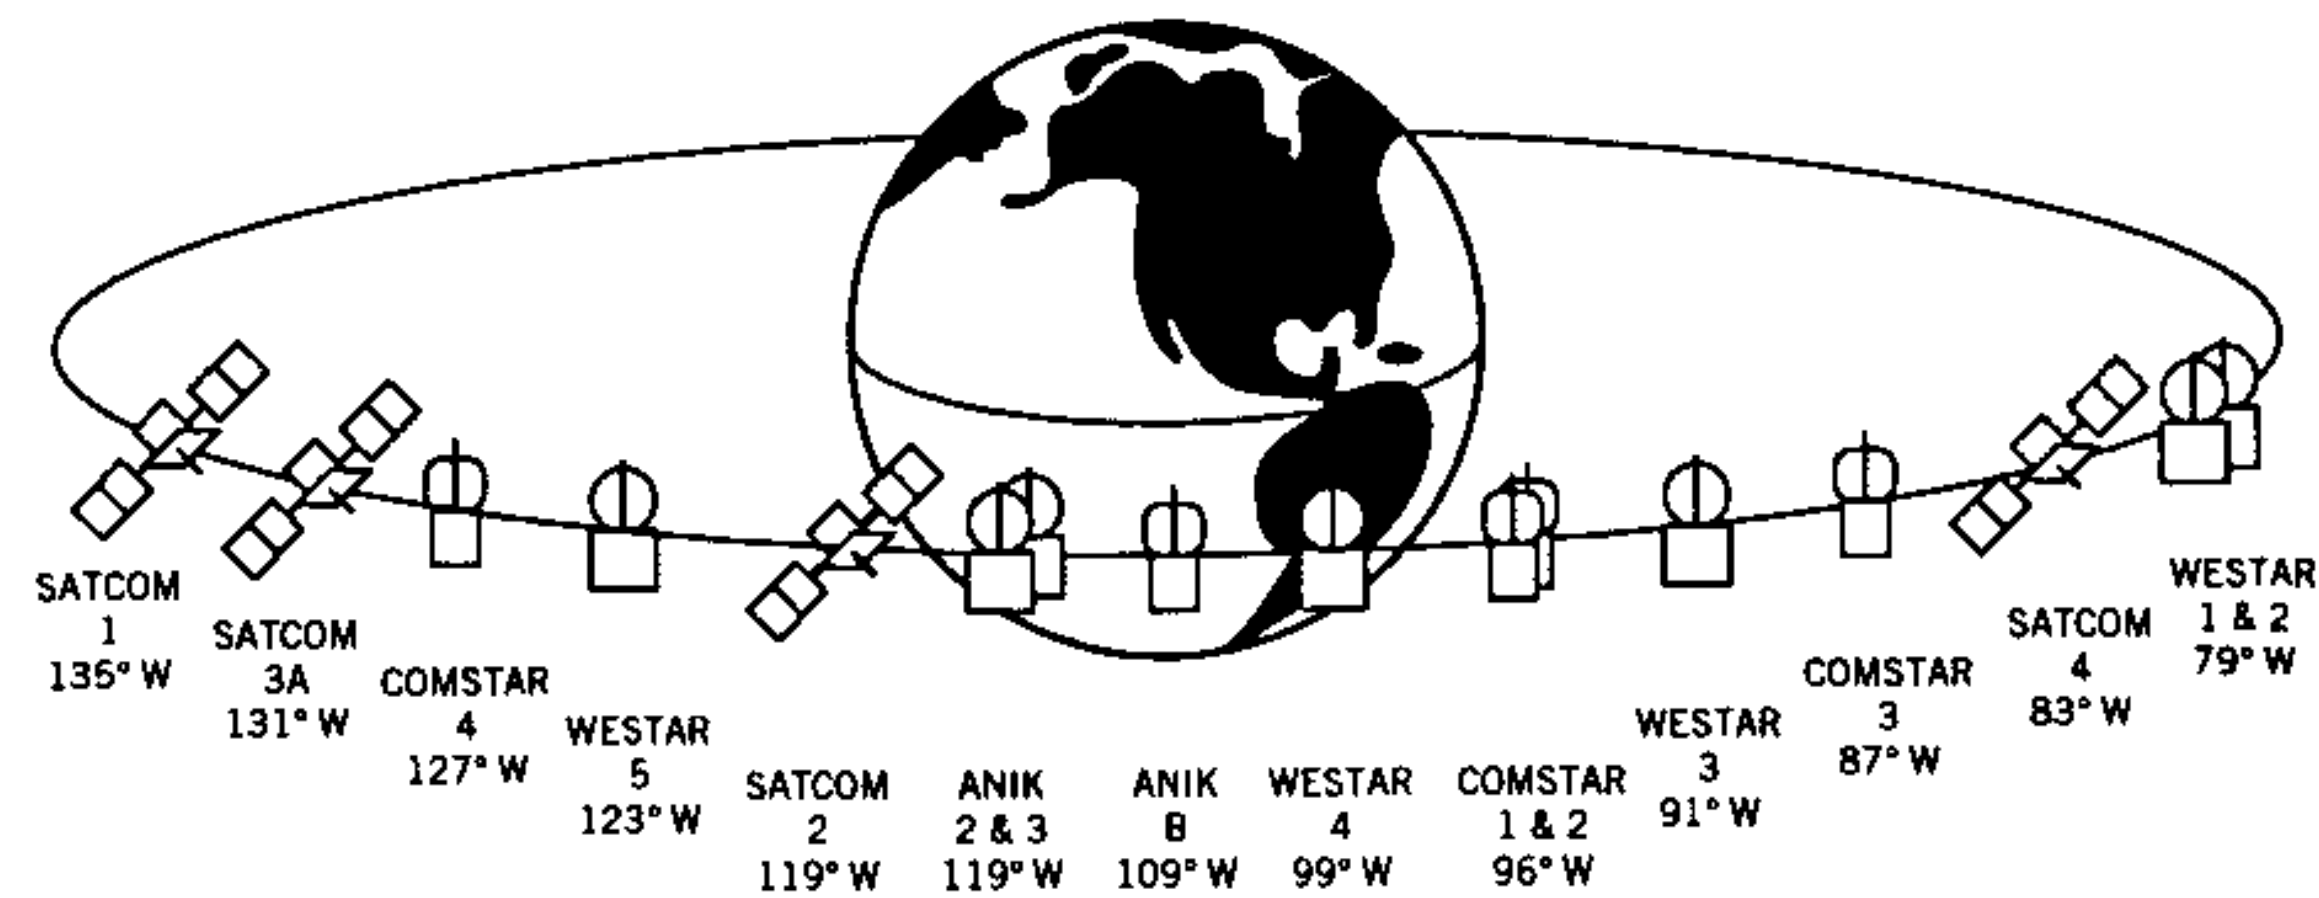 SATCOM
1
135° W
SATCOM
3A
131° W
COMSTAR
4
127° W
WESTAR
5
123° W
SATCOM
2
119° W
ANIK
2 & 3
119° W
ANIK
B
109° W
WESTAR
4
99° W
COMSTAR
1 & 2
96° W
WESTAR
3
91° W
COMSTAR
3
87° W
SATCOM
4
83° W
WESTAR
1 & 2
79° W